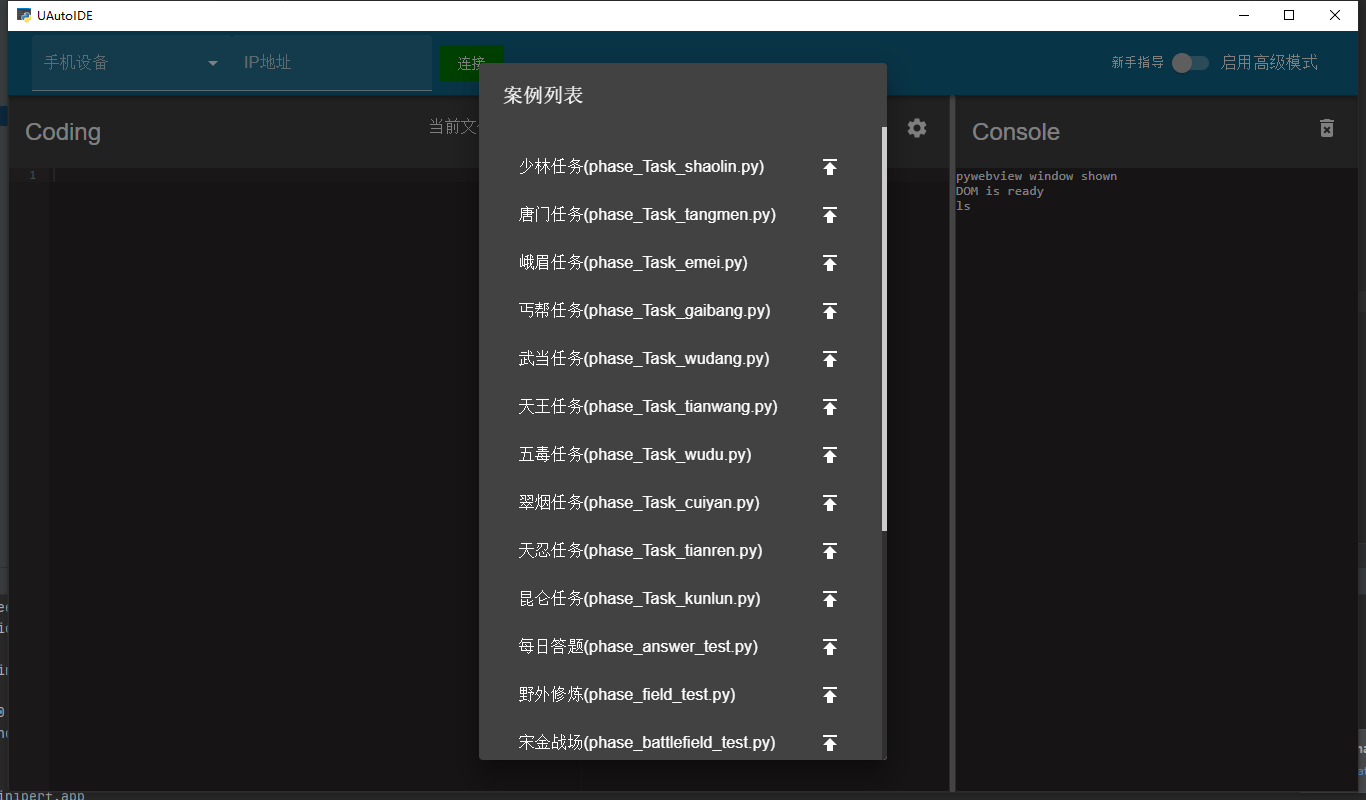 UAutoIDE
手机设备
IP地址
连接
新手指导
启用高级模式
案例列表
Coding
当前文
Console
1
pywebview window shown
DOM is ready
ls
少林任务(phase_Task_shaolin.py)
唐门任务(phase_Task_tangmen.py)
峨眉任务(phase_Task_emei.py)
丐帮任务(phase_Task_gaibang.py)
武当任务(phase_Task_wudang.py)
天王任务(phase_Task_tianwang.py)
五毒任务(phase_Task_wudu.py)
翠烟任务(phase_Task_cuiyan.py)
天忍任务(phase_Task_tianren.py)
昆仑任务(phase_Task_kunlun.py)
每日答题(phase_answer_test.py)
野外修炼(phase_field_test.py)
宋金战场(phase_battlefield_test.py)